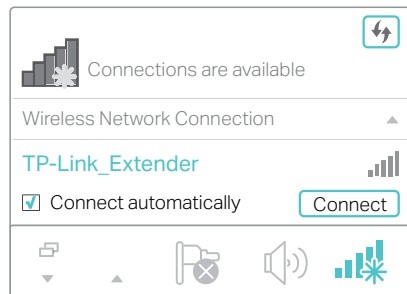 Connections are available
Wireless Network Connection
TP-Link_Extender
Connect automatically
Connect